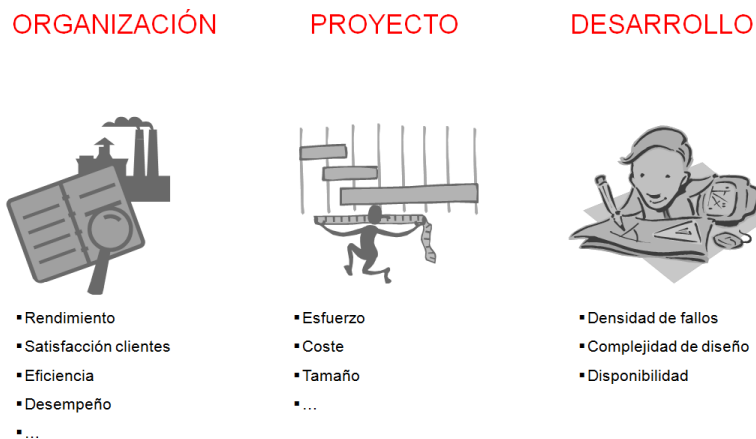 ORGANIZACIÓN
PROYECTO
DESARROLLO
▪Rendimiento
▪Satisfacción clientes
▪Eficiencia
▪Desempeño
▪...
▪Esfuerzo
▪Coste
▪Tamaño
▪...
▪Densidad de fallos
▪Complejidad de diseño
▪Disponibilidad